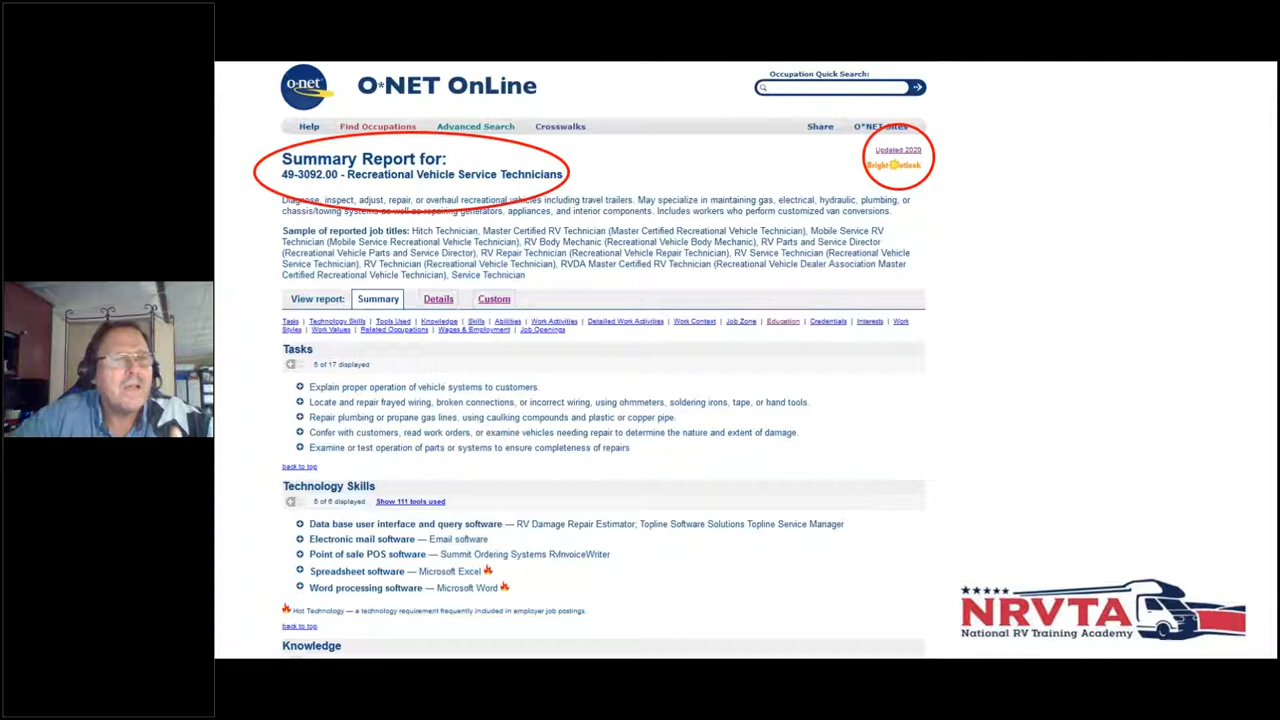 o·net
O*NET OnLine
Occupation Quick Search:
Help Find Occupations Advanced Search Crosswalks Share O*NET Sites
Summary Report for:
Updated 2020
49-3092.00 - Recreational Vehicle Service Technicians
Bright Outlook
Diagnose, inspect, adjust, repair, or overhaul recreational vehicles including travel trailers. May specialize in maintaining gas, electrical, hydraulic, plumbing, or
chassis/towing systems as well as repairing generators, appliances, and interior components. Includes workers who perform customized van conversions.
Sample of reported job titles: Hitch Technician, Master Certified RV Technician (Master Certified Recreational Vehicle Technician), Mobile Service RV
Technician (Mobile Service Recreational Vehicle Technician), RV Body Mechanic (Recreational Vehicle Body Mechanic), RV Parts and Service Director
(Recreational Vehicle Parts and Service Director), RV Repair Technician (Recreational Vehicle Repair Technician), RV Service Technician (Recreational Vehicle
Service Technician), RV Technician (Recreational Vehicle Technician), RVDA Master Certified RV Technician (Recreational Vehicle Dealer Association Master
Certified Recreational Vehicle Technician), Service Technician
View report: Summary Details Custom
Tasks | Technology Skills | Tools Used | Knowledge | Skills | Abilities | Work Activities | Detailed Work Activities | Work Context | Job Zone | Education | Credentials | Interests | Work
Styles | Work Values | Related Occupations | Wages & Employment | Job Openings
Tasks
5 of 17 displayed
Explain proper operation of vehicle systems to customers.
Locate and repair frayed wiring, broken connections, or incorrect wiring, using ohmmeters, soldering irons, tape, or hand tools.
Repair plumbing or propane gas lines, using caulking compounds and plastic or copper pipe.
Confer with customers, read work orders, or examine vehicles needing repair to determine the nature and extent of damage.
Examine or test operation of parts or systems to ensure completeness of repairs
back to top
Technology Skills
5 of 6 displayed Show 111 tools used
Data base user interface and query software — RV Damage Repair Estimator; Topline Software Solutions Topline Service Manager
Electronic mail software — Email software
Point of sale POS software — Summit Ordering Systems RvInvoiceWriter
Spreadsheet software — Microsoft Excel
Word processing software — Microsoft Word
Hot Technology — a technology requirement frequently included in employer job postings.
back to top
Knowledge
NRVTA
National RV Training Academy